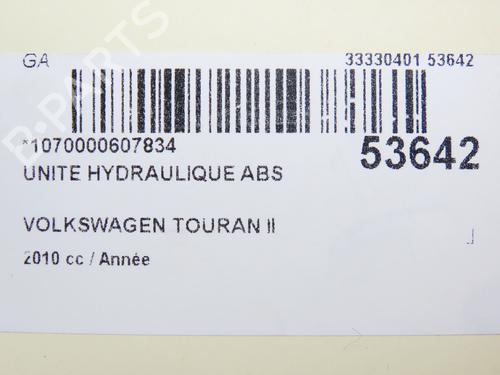 GA 33330401 53642
*1070000607834
53642
UNITE HYDRAULIQUE ABS
VOLKSWAGEN TOURAN II
2010 cc / Année
B-PARTS